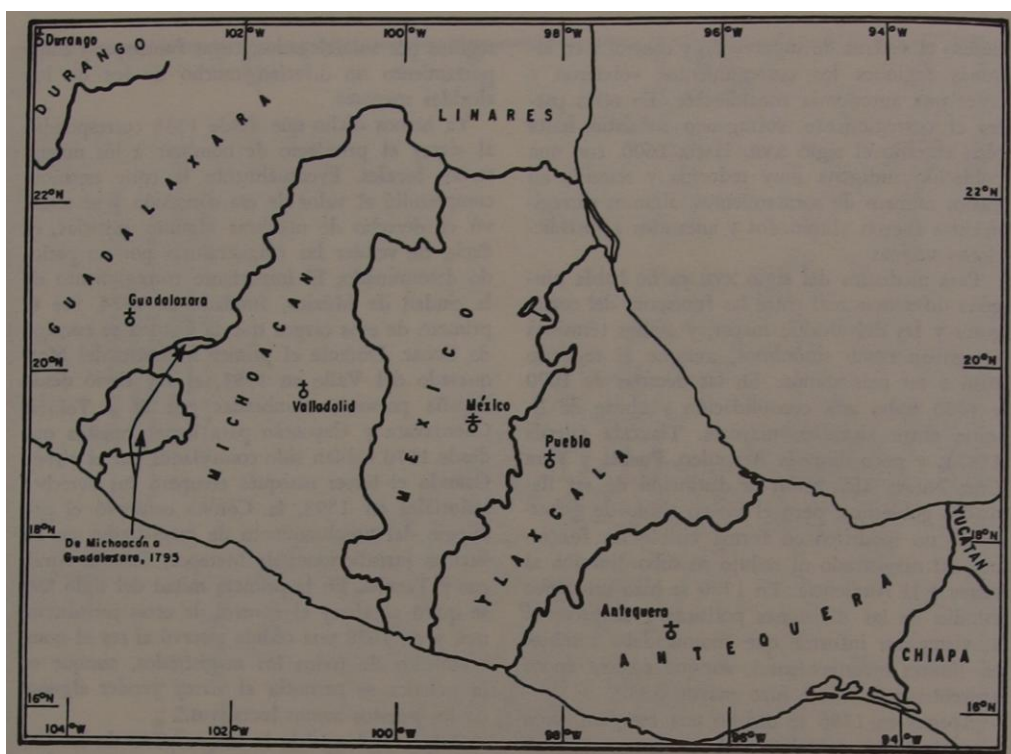 Durango
102°W
100°W
98°W
96°W
94°W
DURANGO
LINARES
GUADALAXARA
22°N
22°N
Guadalaxara
MICHOACAN
MEXICO
20°N
20°N
Valladolid
México
Puebla
TLAXCALA
18°N
18°N
YUCATAN
De Michoacán a
Guadalaxara, 1795
Antequera
ANTEQUERA
CHIAPA
16°N
16°N
104°W
102°W
100°W
98°W
96°W
94°W